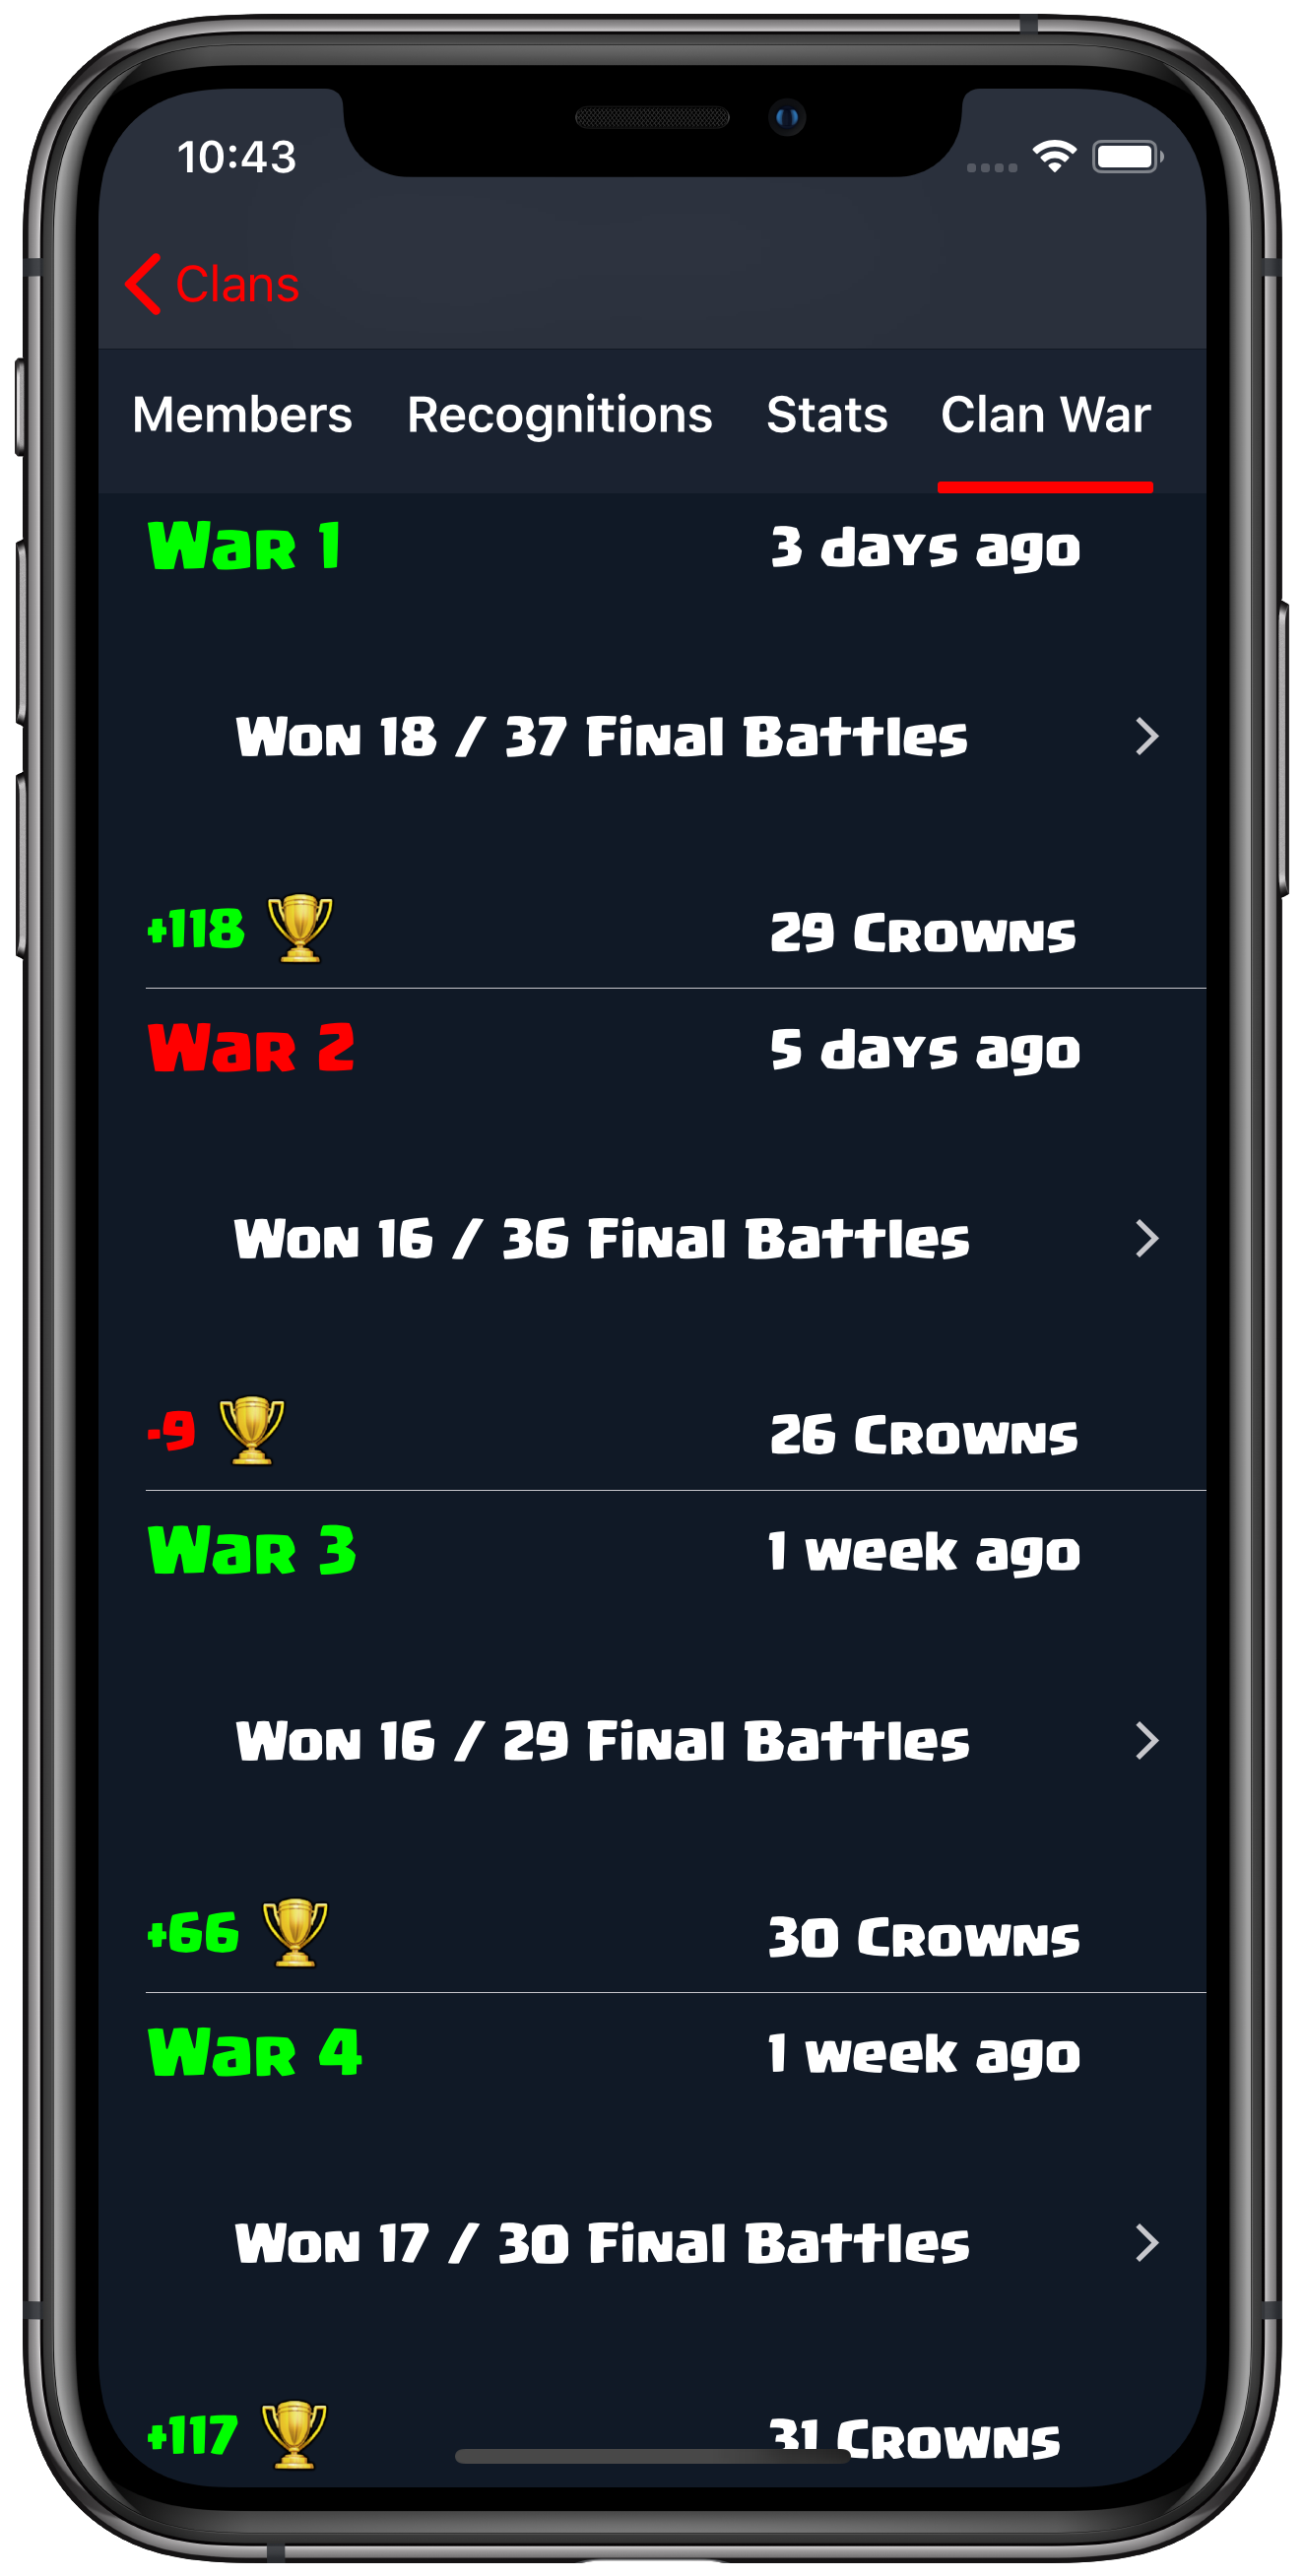 10:43
Clans
Members Recognitions Stats Clan War
War 1 3 days ago
Won 18 / 37 Final Battles
+118 29 Crowns
War 2 5 days ago
Won 16 / 36 Final Battles
-9 26 Crowns
War 3 1 week ago
Won 16 / 29 Final Battles
+66 30 Crowns
War 4 1 week ago
Won 17 / 30 Final Battles
+117 31 Crowns